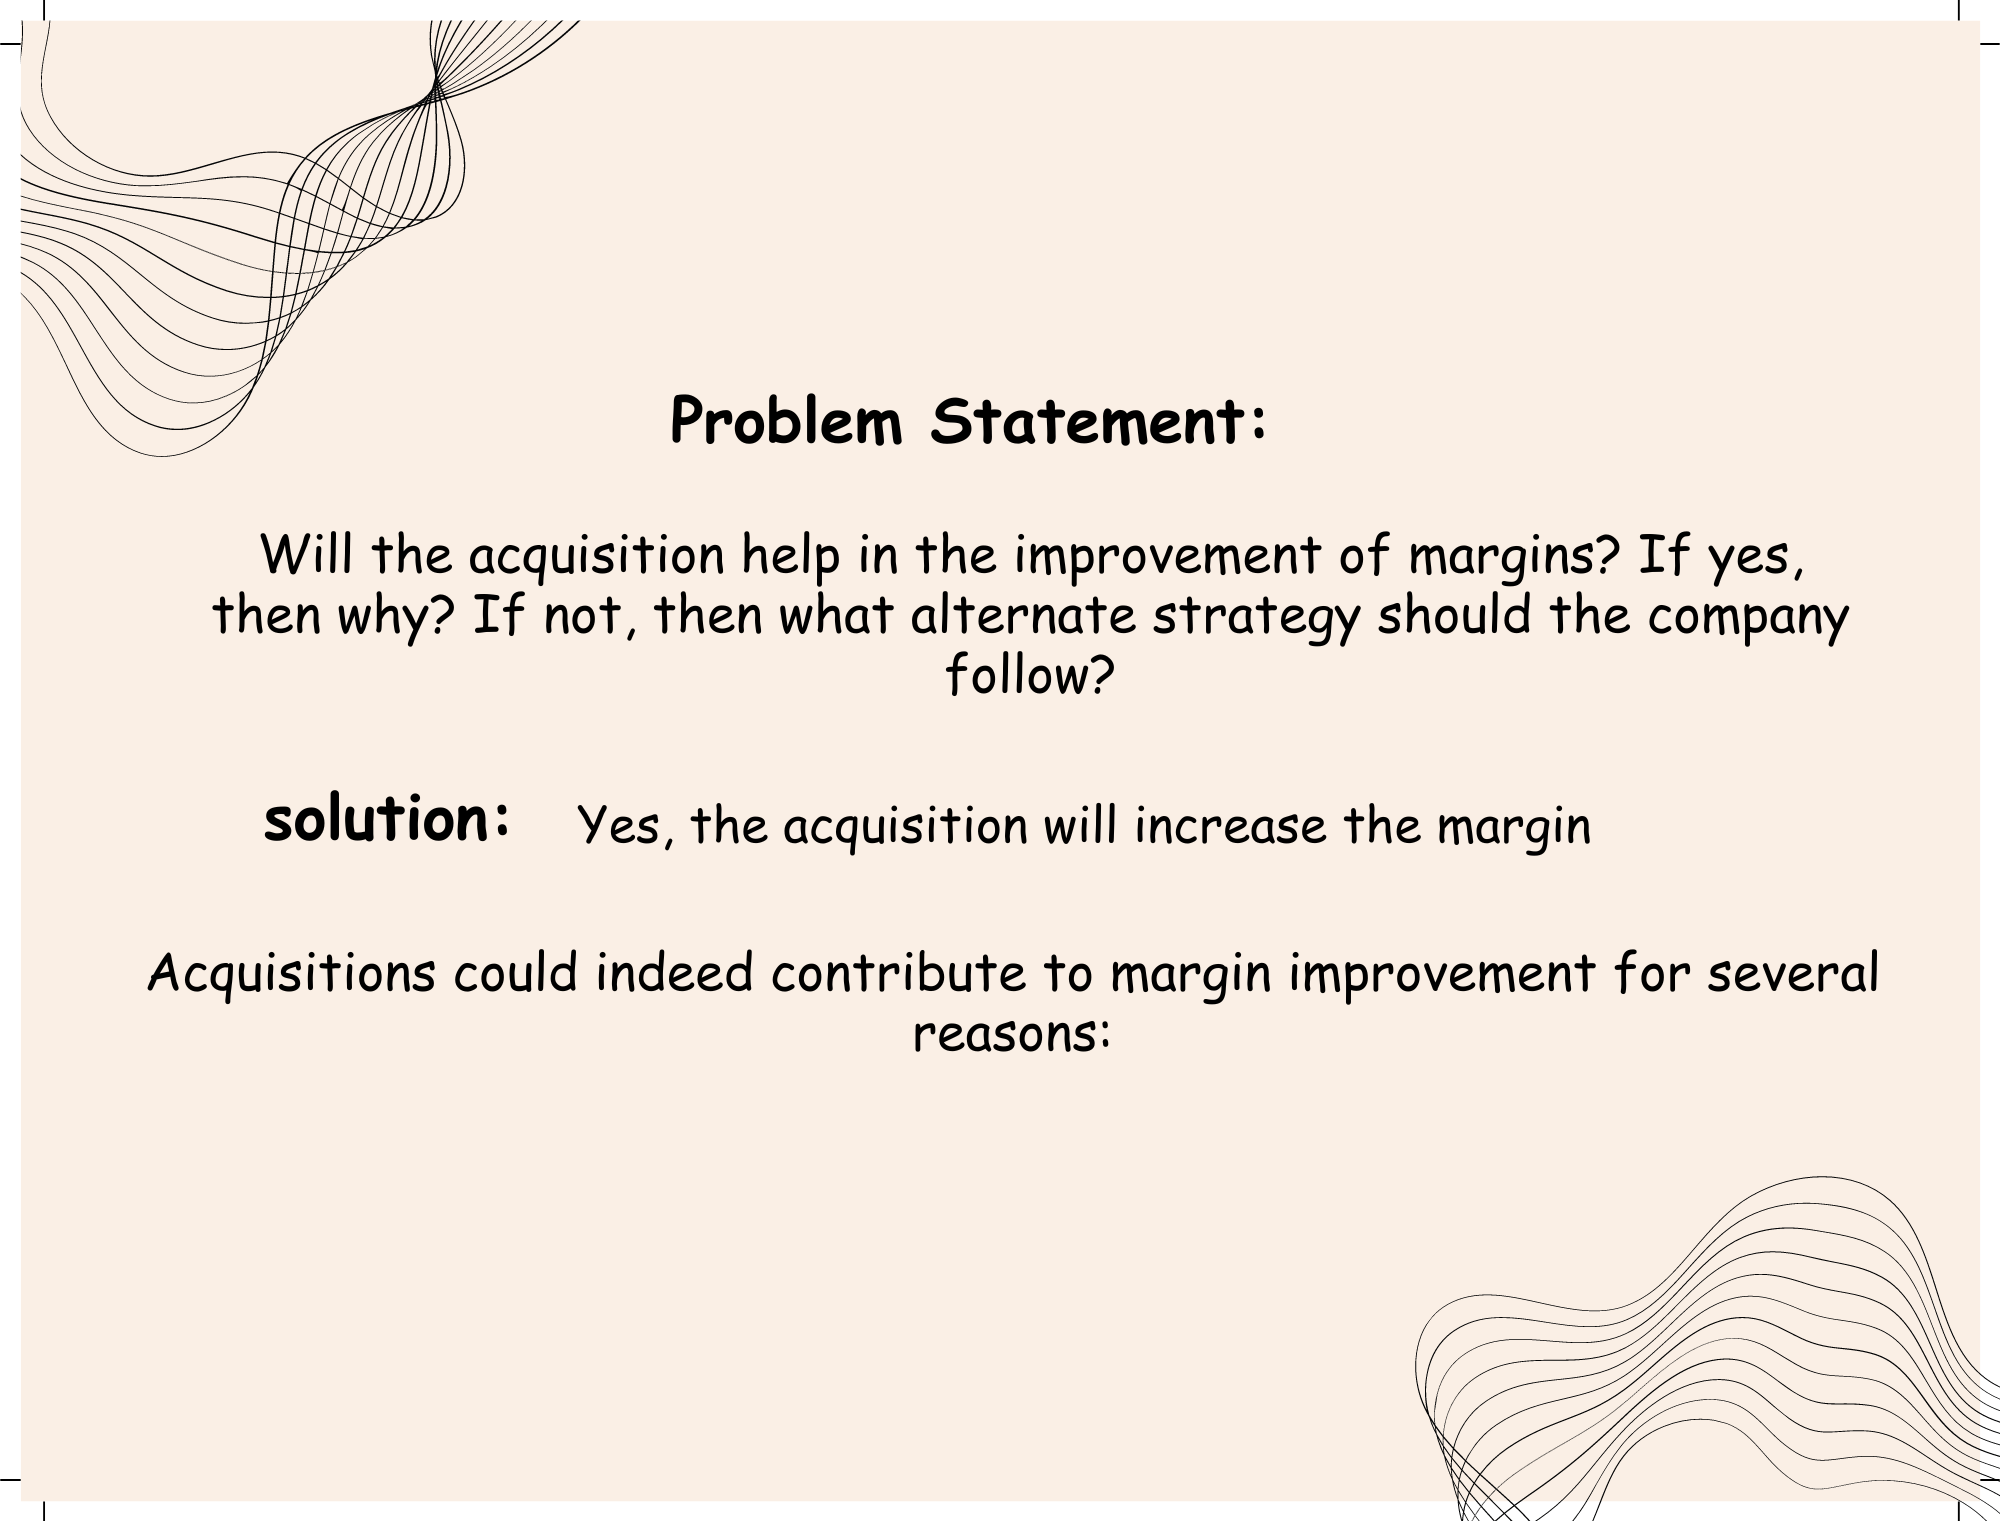 Problem Statement:
Will the acquisition help in the improvement of margins? If yes,
then why? If not, then what alternate strategy should the company
follow?
solution: Yes, the acquisition will increase the margin
Acquisitions could indeed contribute to margin improvement for several
reasons: